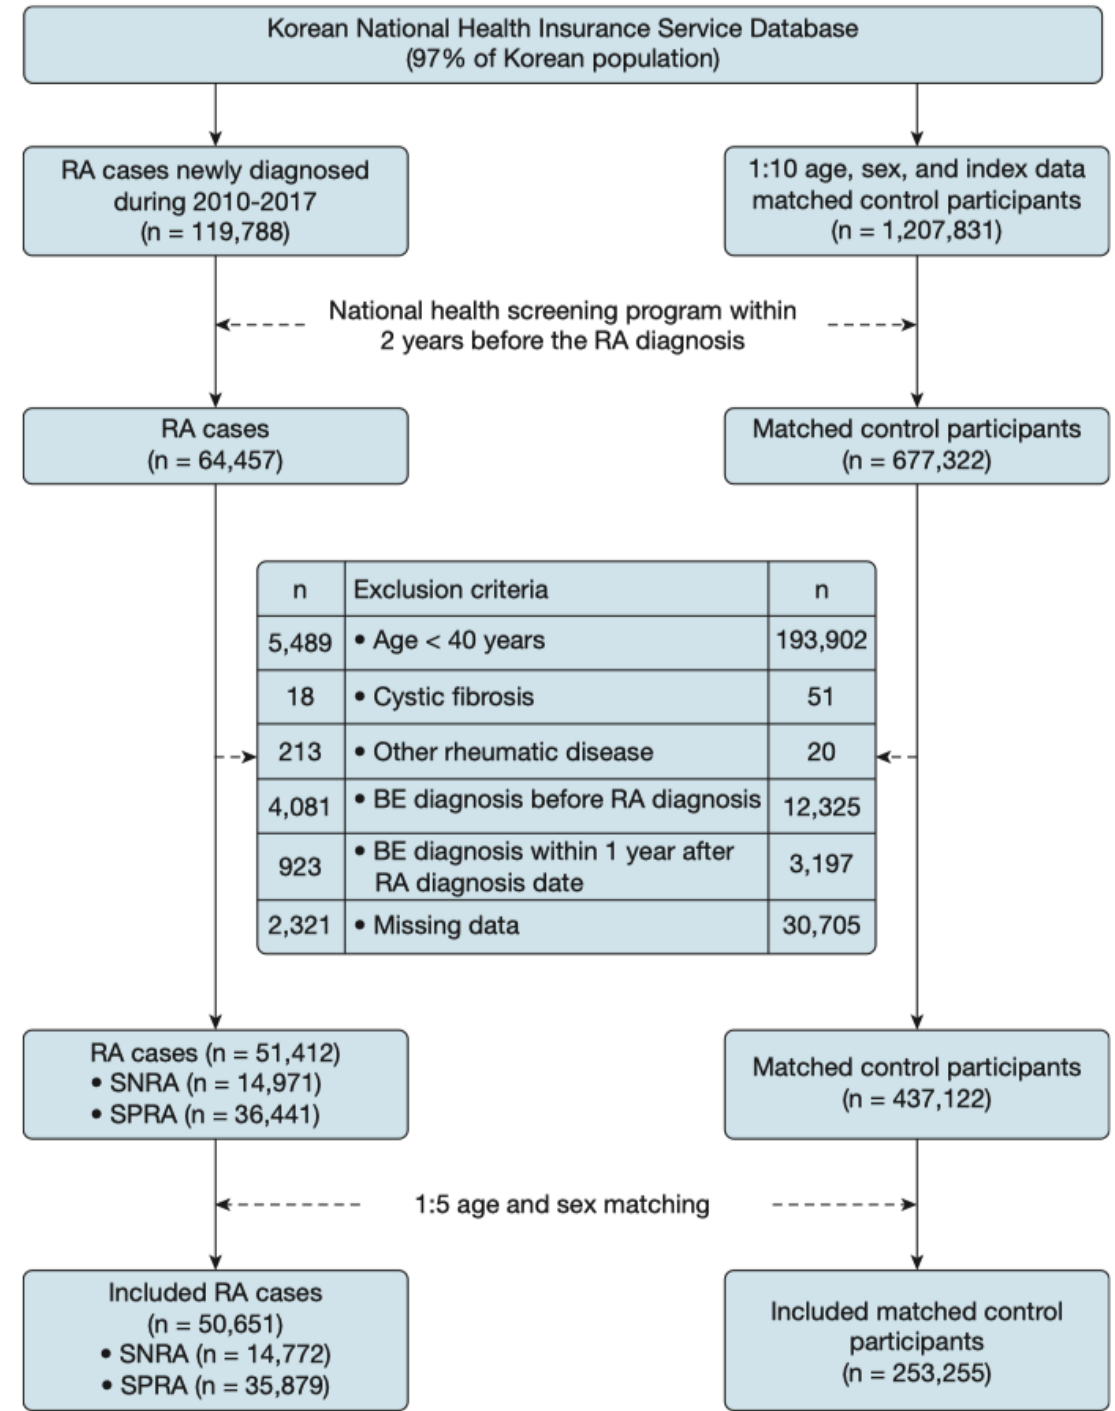 Korean National Health Insurance Service Database
(97% of Korean population)
RA cases newly diagnosed
during 2010-2017
(n = 119,788)
1:10 age, sex, and index data
matched control participants
(n = 1,207,831)
National health screening program within
2 years before the RA diagnosis
RA cases
(n = 64,457)
Matched control participants
(n = 677,322)
n Exclusion criteria n
5,489 • Age < 40 years 193,902
18 • Cystic fibrosis 51
213 • Other rheumatic disease 20
4,081 • BE diagnosis before RA diagnosis 12,325
923 • BE diagnosis within 1 year after 3,197
RA diagnosis date
2,321 • Missing data 30,705
RA cases (n = 51,412)
• SNRA (n = 14,971)
• SPRA (n = 36,441)
Matched control participants
(n = 437,122)
1:5 age and sex matching
Included RA cases
(n = 50,651)
• SNRA (n = 14,772)
• SPRA (n = 35,879)
Included matched control
participants
(n = 253,255)